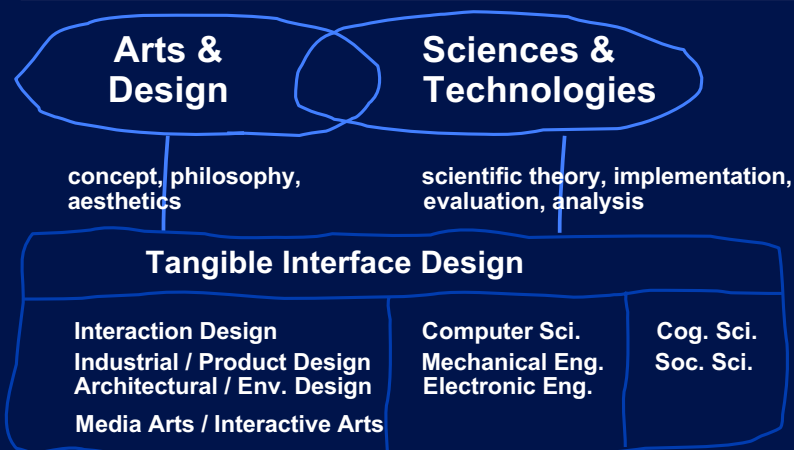 Arts &
Design
Sciences &
Technologies
concept, philosophy,
aesthetics
scientific theory, implementation,
evaluation, analysis
Tangible Interface Design
Interaction Design
Industrial / Product Design
Architectural / Env. Design
Media Arts / Interactive Arts
Computer Sci.
Mechanical Eng.
Electronic Eng.
Cog. Sci.
Soc. Sci.